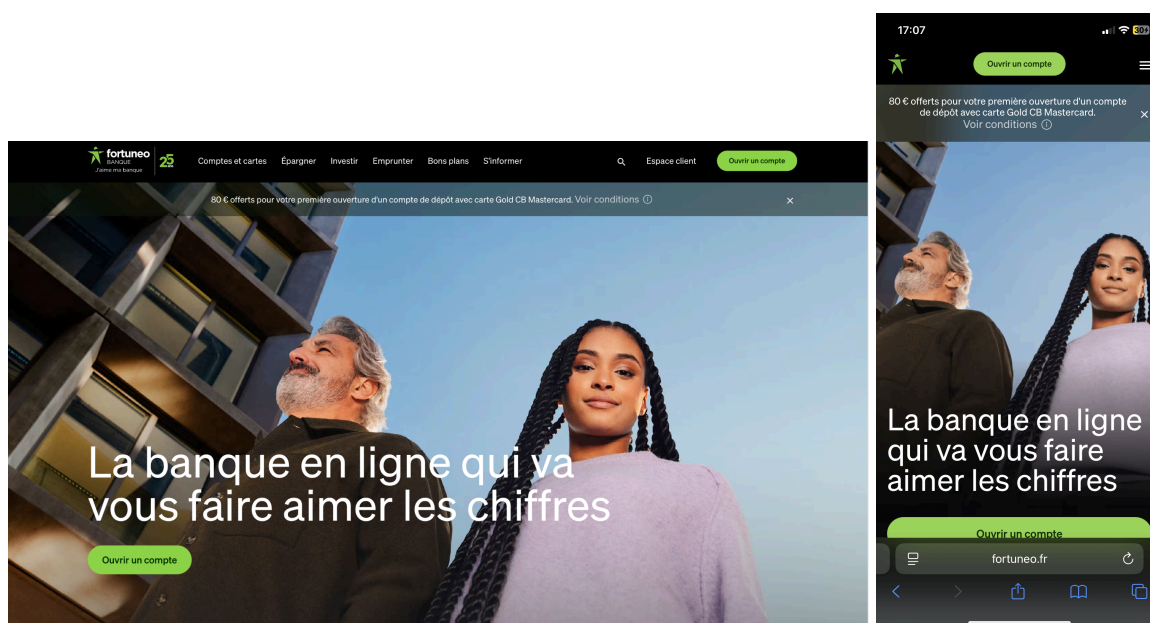 fortuneo
BANQUE
J'aime ma banque.
25
Comptes et cartes Épargner Investir Emprunter Bons plans S'informer
Espace client
Ouvrir un compte
80 € offerts pour votre première ouverture d'un compte de dépôt avec carte Gold CB Mastercard. Voir conditions
La banque en ligne qui va
vous faire aimer les chiffres
Ouvrir un compte
17:07
30
Ouvrir un compte
80 € offerts pour votre première ouverture d'un compte
de dépôt avec carte Gold CB Mastercard.
Voir conditions
La banque en ligne
qui va vous faire
aimer les chiffres
Ouvrir un compte
fortuneo.fr